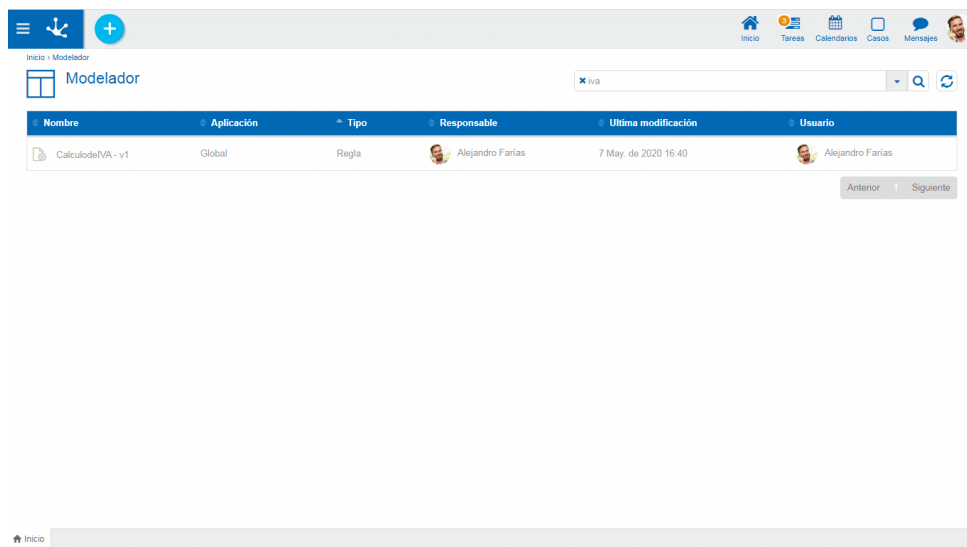 3
Inicio Tareas Calendarios Casos Mensajes
Inicio > Modelador
Modelador
iva
Nombre Aplicación Tipo Responsable Ultima modificación Usuario
CalculodeIVA - v1 Global Regla Alejandro Farías 7 May. de 2020 16:40 Alejandro Farías
Anterior 1 Siguiente
Inicio